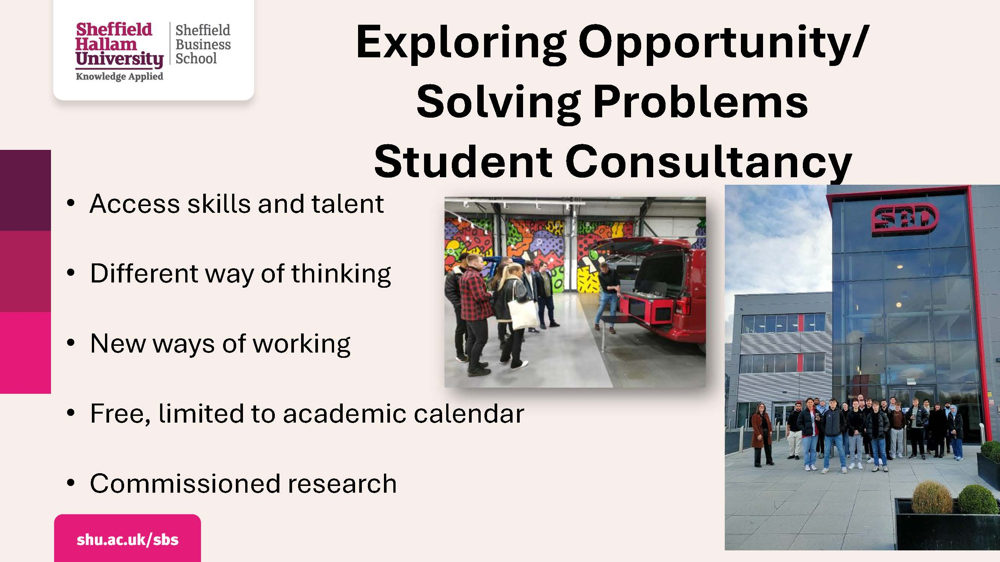 Sheffield
Hallam
University
Knowledge Applied
Sheffield
Business
School
Exploring Opportunity/
Solving Problems
Student Consultancy
• Access skills and talent
• Different way of thinking
• New ways of working
• Free, limited to academic calendar
• Commissioned research
SBD
shu.ac.uk/sbs